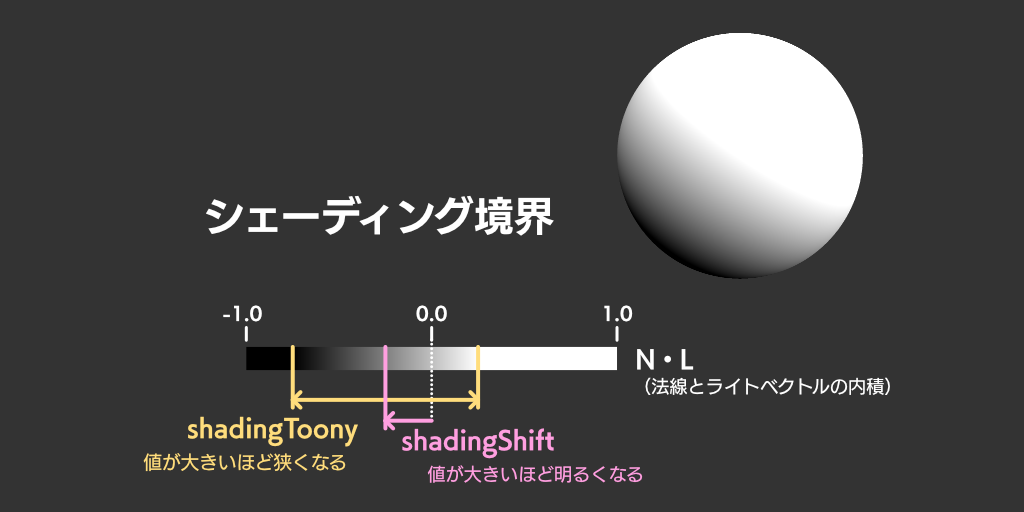 シェーディング境界
-1.0 0.0 1.0
N・L
(法線とライトベクトルの内積)
shadingToony
値が大きいほど狭くなる
shadingShift
値が大きいほど明るくなる